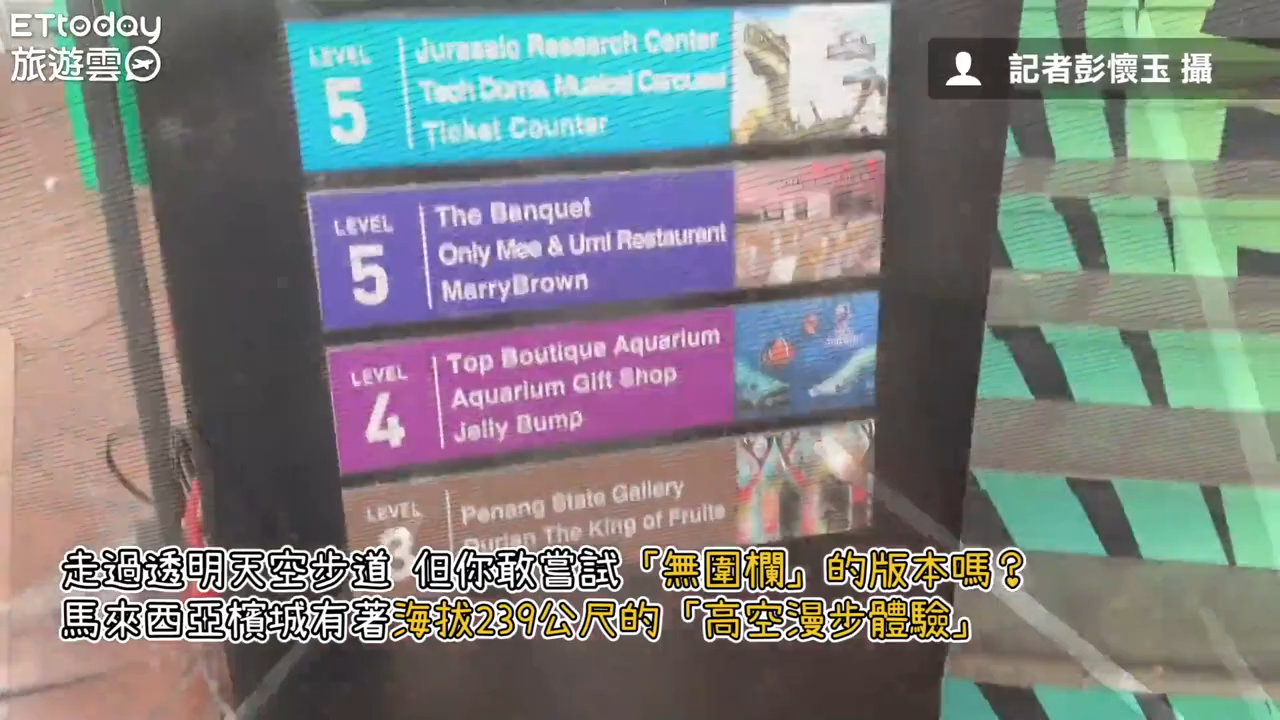 ETtoday
旅遊雲
記者彭懷玉 攝
LEVEL
5
Jurassic Research Center
Tech Dome, Musical Carousel
Ticket Counter
LEVEL
5
The Banquet
Only Mee & Umi Restaurant
MarryBrown
LEVEL
4
Top Boutique Aquarium
Aquarium Gift Shop
Jelly Bump
LEVEL
3
Penang State Gallery
Durian The King of Fruits
走過透明天空步道 但你敢嘗試「無圍欄」的版本嗎？
馬來西亞檳城有著海拔239公尺的「高空漫步體驗」